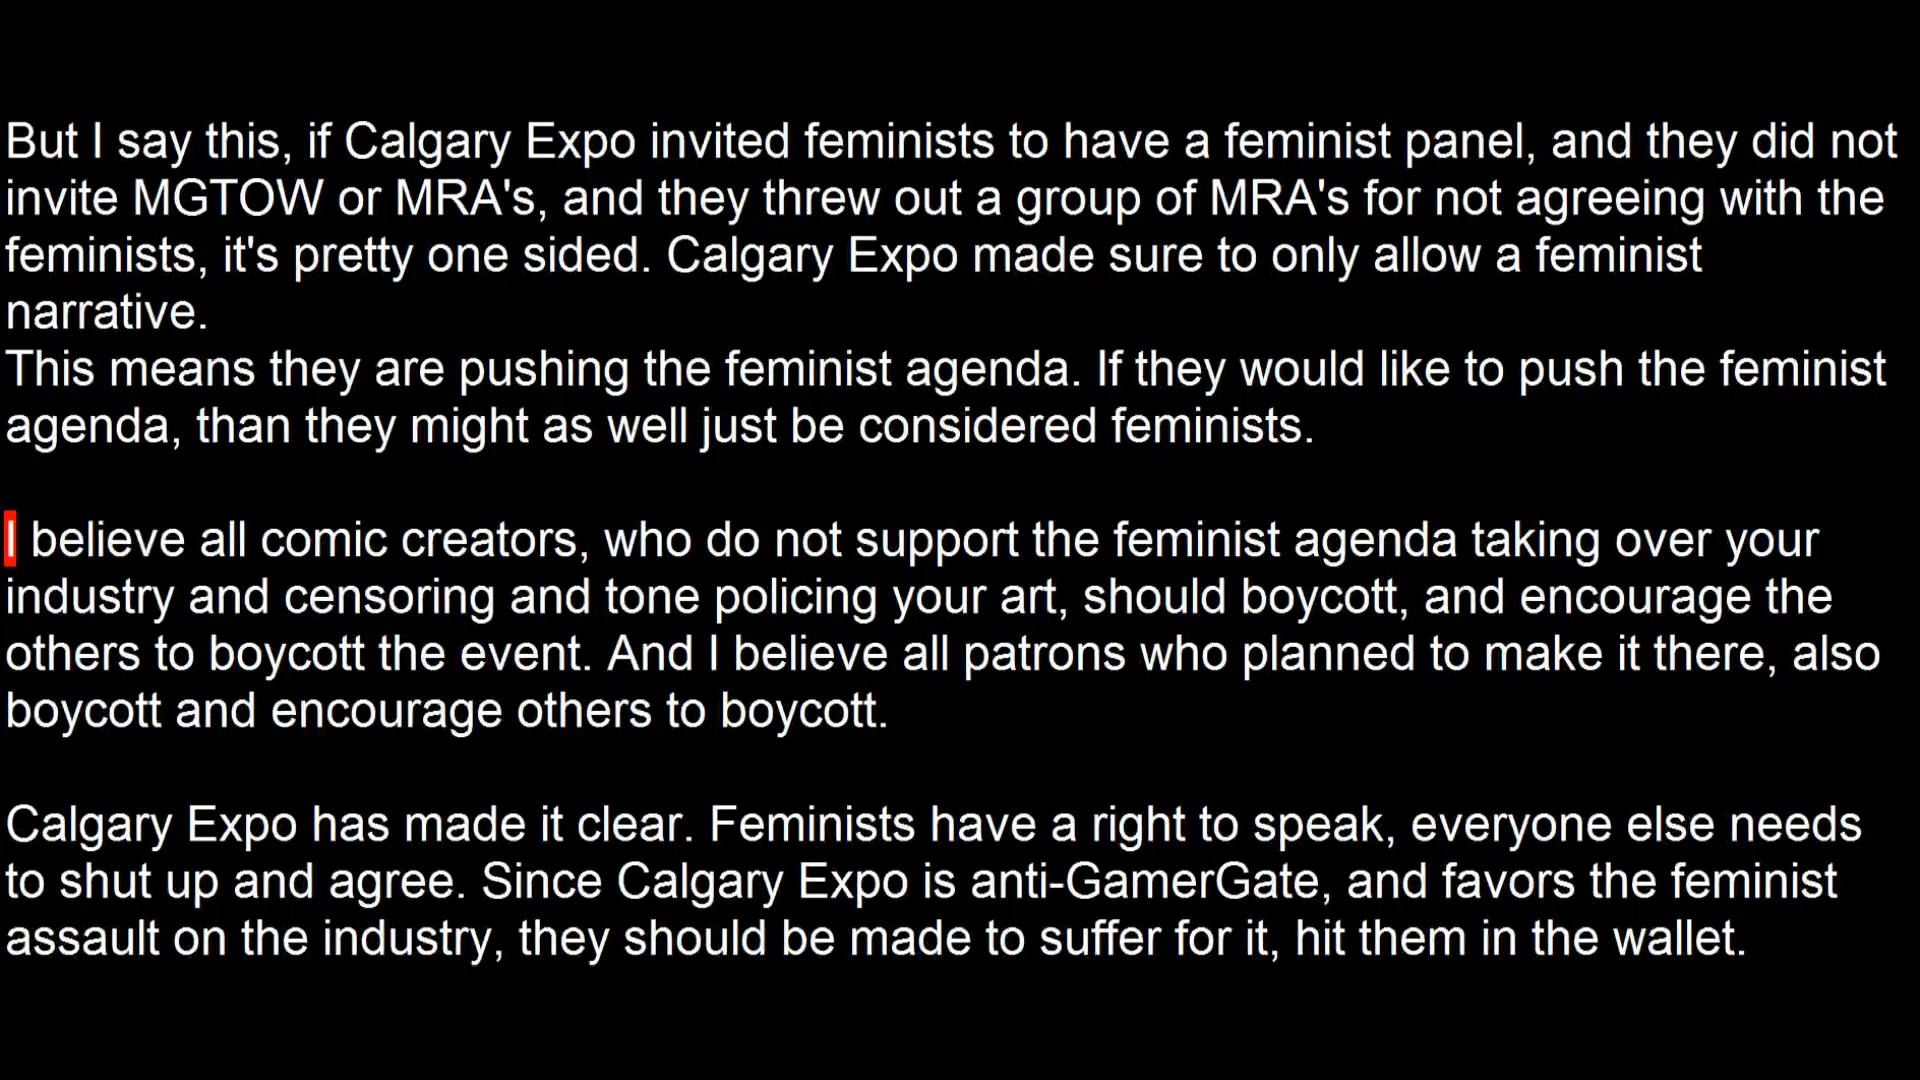 But I say this, if Calgary Expo invited feminists to have a feminist panel, and they did not
invite MGTOW or MRA's, and they threw out a group of MRA's for not agreeing with the
feminists, it's pretty one sided. Calgary Expo made sure to only allow a feminist
narrative.
This means they are pushing the feminist agenda. If they would like to push the feminist
agenda, than they might as well just be considered feminists.
I believe all comic creators, who do not support the feminist agenda taking over your
industry and censoring and tone policing your art, should boycott, and encourage the
others to boycott the event. And I believe all patrons who planned to make it there, also
boycott and encourage others to boycott.
Calgary Expo has made it clear. Feminists have a right to speak, everyone else needs
to shut up and agree. Since Calgary Expo is anti-GamerGate, and favors the feminist
assault on the industry, they should be made to suffer for it, hit them in the wallet.